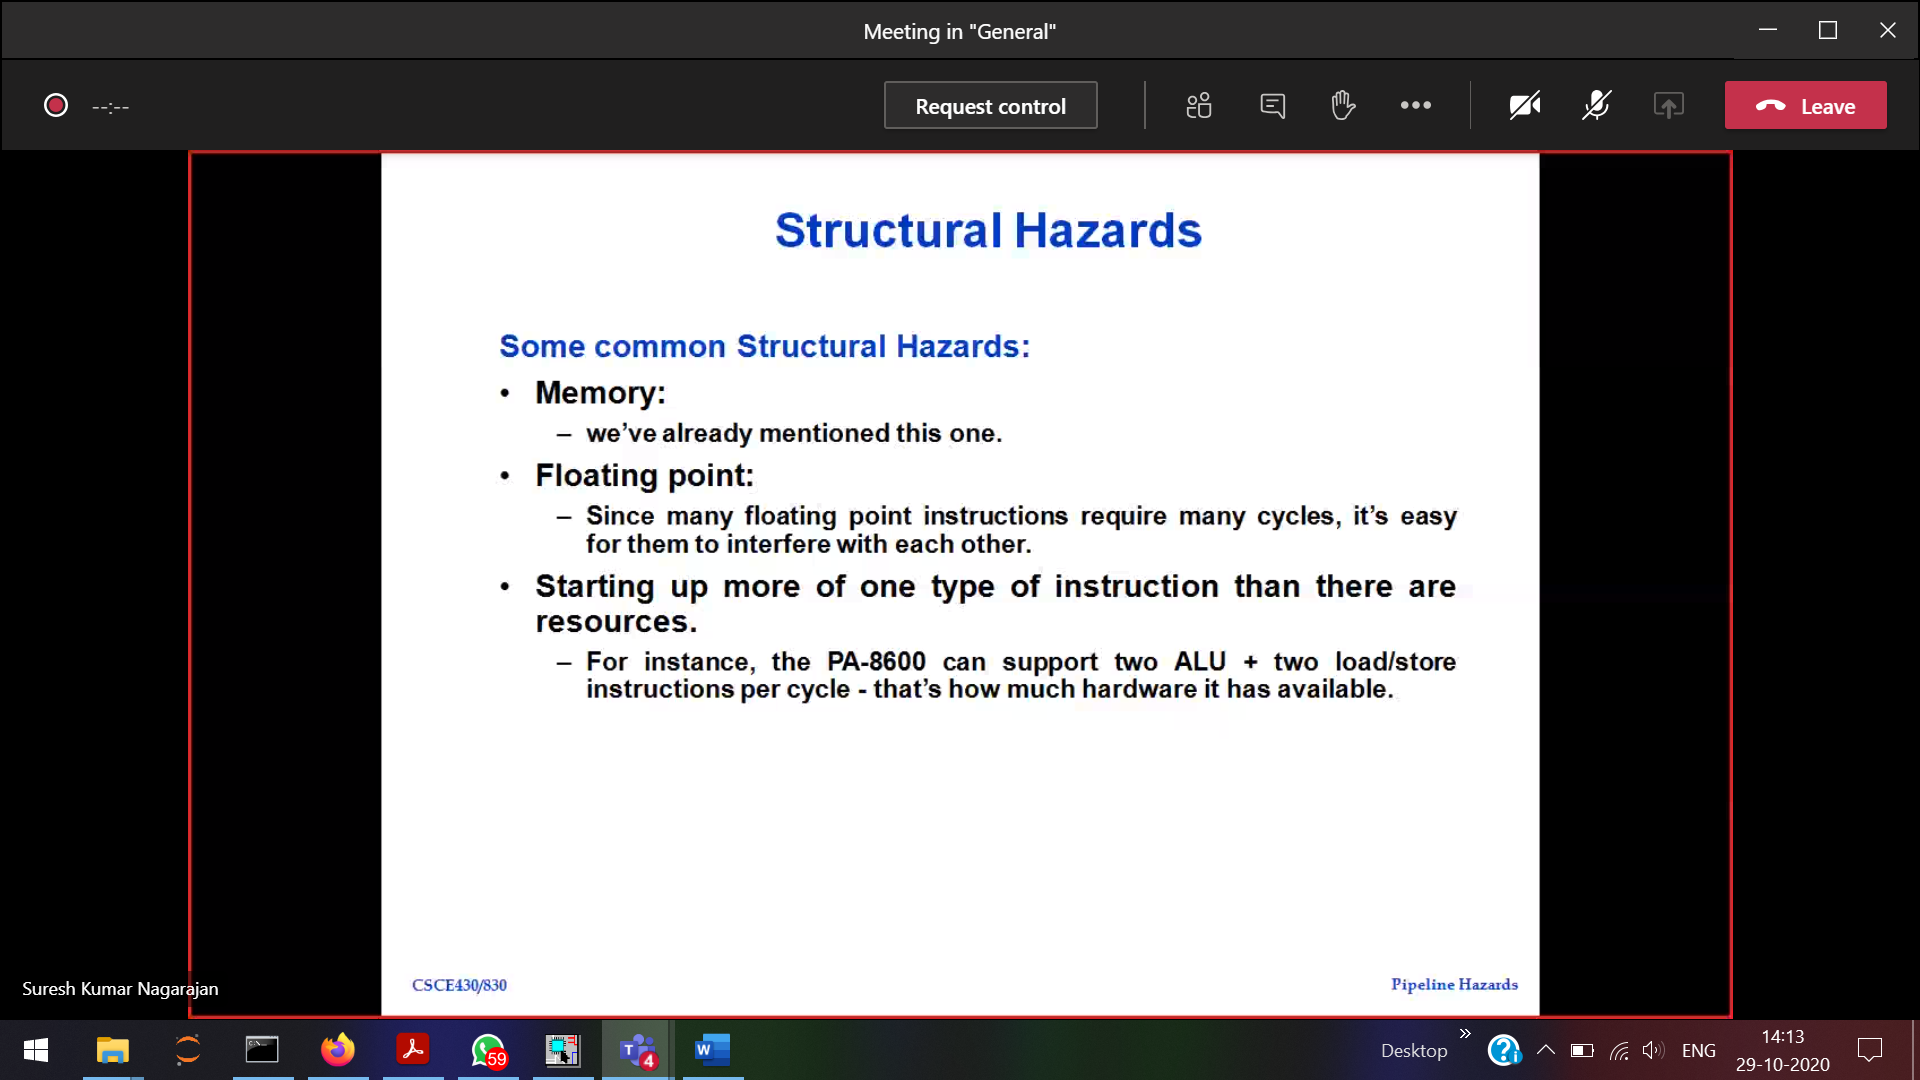 Meeting in "General"
--:--
Request control
Leave
Structural Hazards
Some common Structural Hazards:
• Memory:
– we've already mentioned this one.
• Floating point:
– Since many floating point instructions require many cycles, it's easy
for them to interfere with each other.
• Starting up more of one type of instruction than there are
resources.
– For instance, the PA-8600 can support two ALU + two load/store
instructions per cycle - that's how much hardware it has available.
CSCE430/830
Pipeline Hazards
Suresh Kumar Nagarajan
59
T
4
W
Desktop
ENG
14:13
29-10-2020